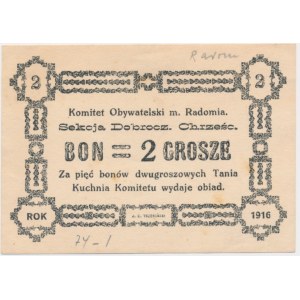 Radom
2 2
Komitet Obywatelski m. Radomia.
Sekcja Dobrocz. Chrześc.
BON = 2 GROSZE
Za pięć bonów dwugroszowych Tania
Kuchnia Komitetu wydaje obiad.
ROK 1916
74-1